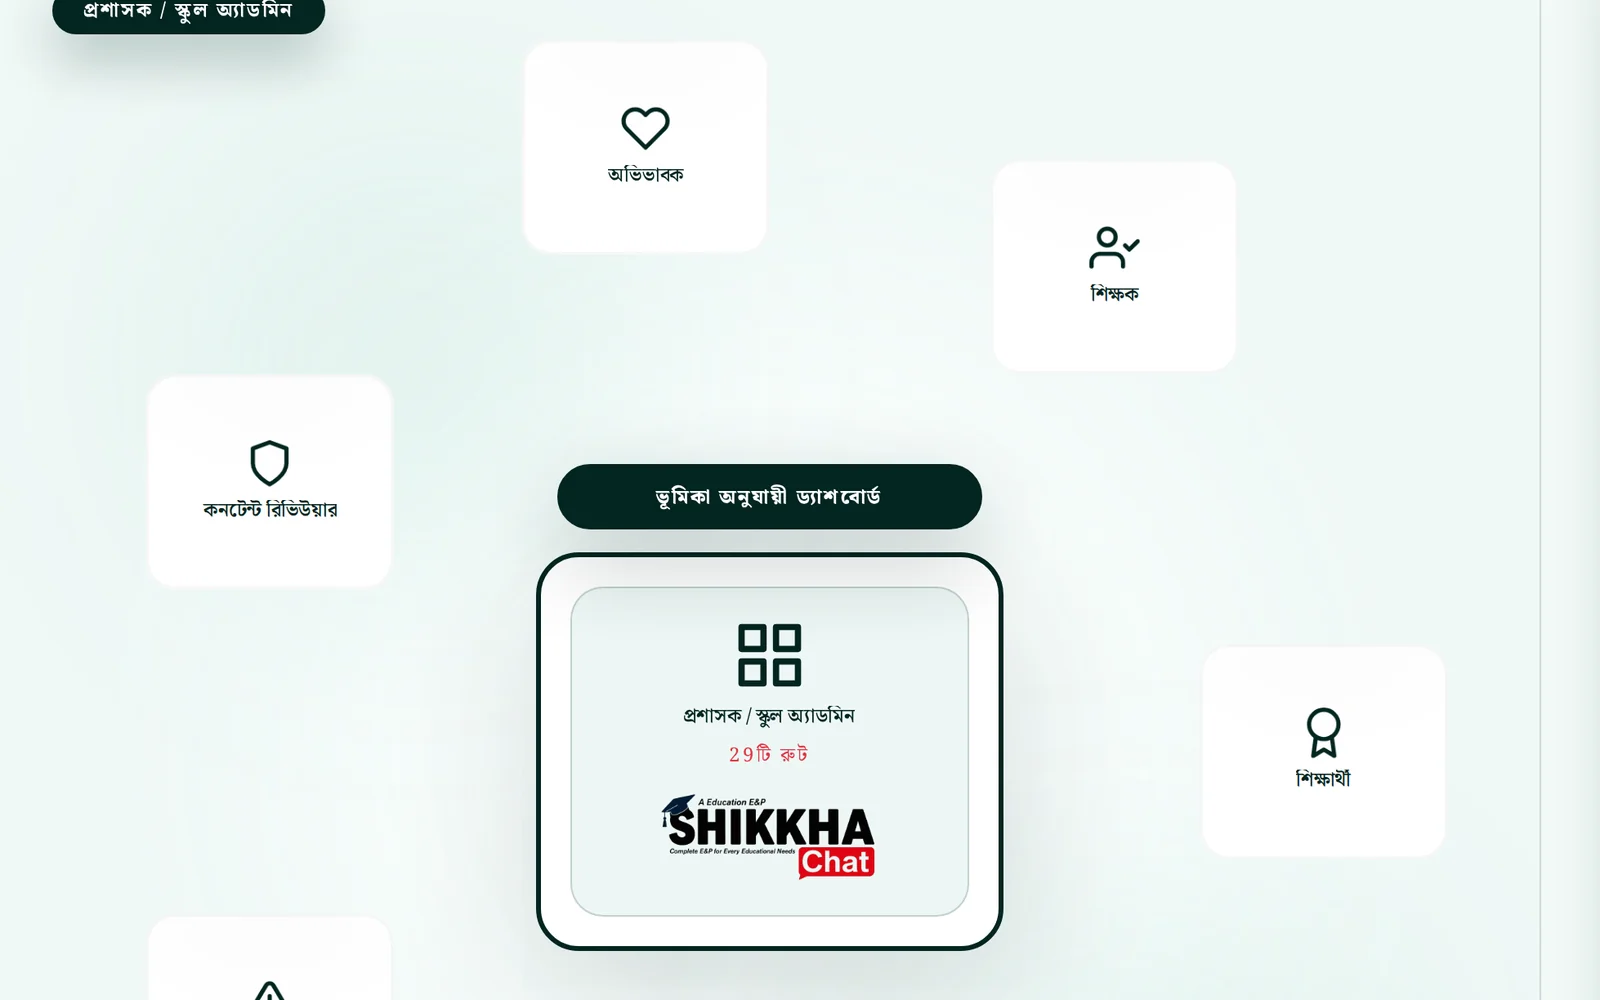 প্রশাসক / স্কুল অ্যাডমিন
অভিভাবক
শিক্ষক
কনটেন্ট রিভিউয়ার
ভূমিকা অনুযায়ী ড্যাশবোর্ড
প্রশাসক / স্কুল অ্যাডমিন
29টি রুট
A Education E&P
SHIKKHA
Complete E&P for Every Educational Needs
Chat
শিক্ষার্থী